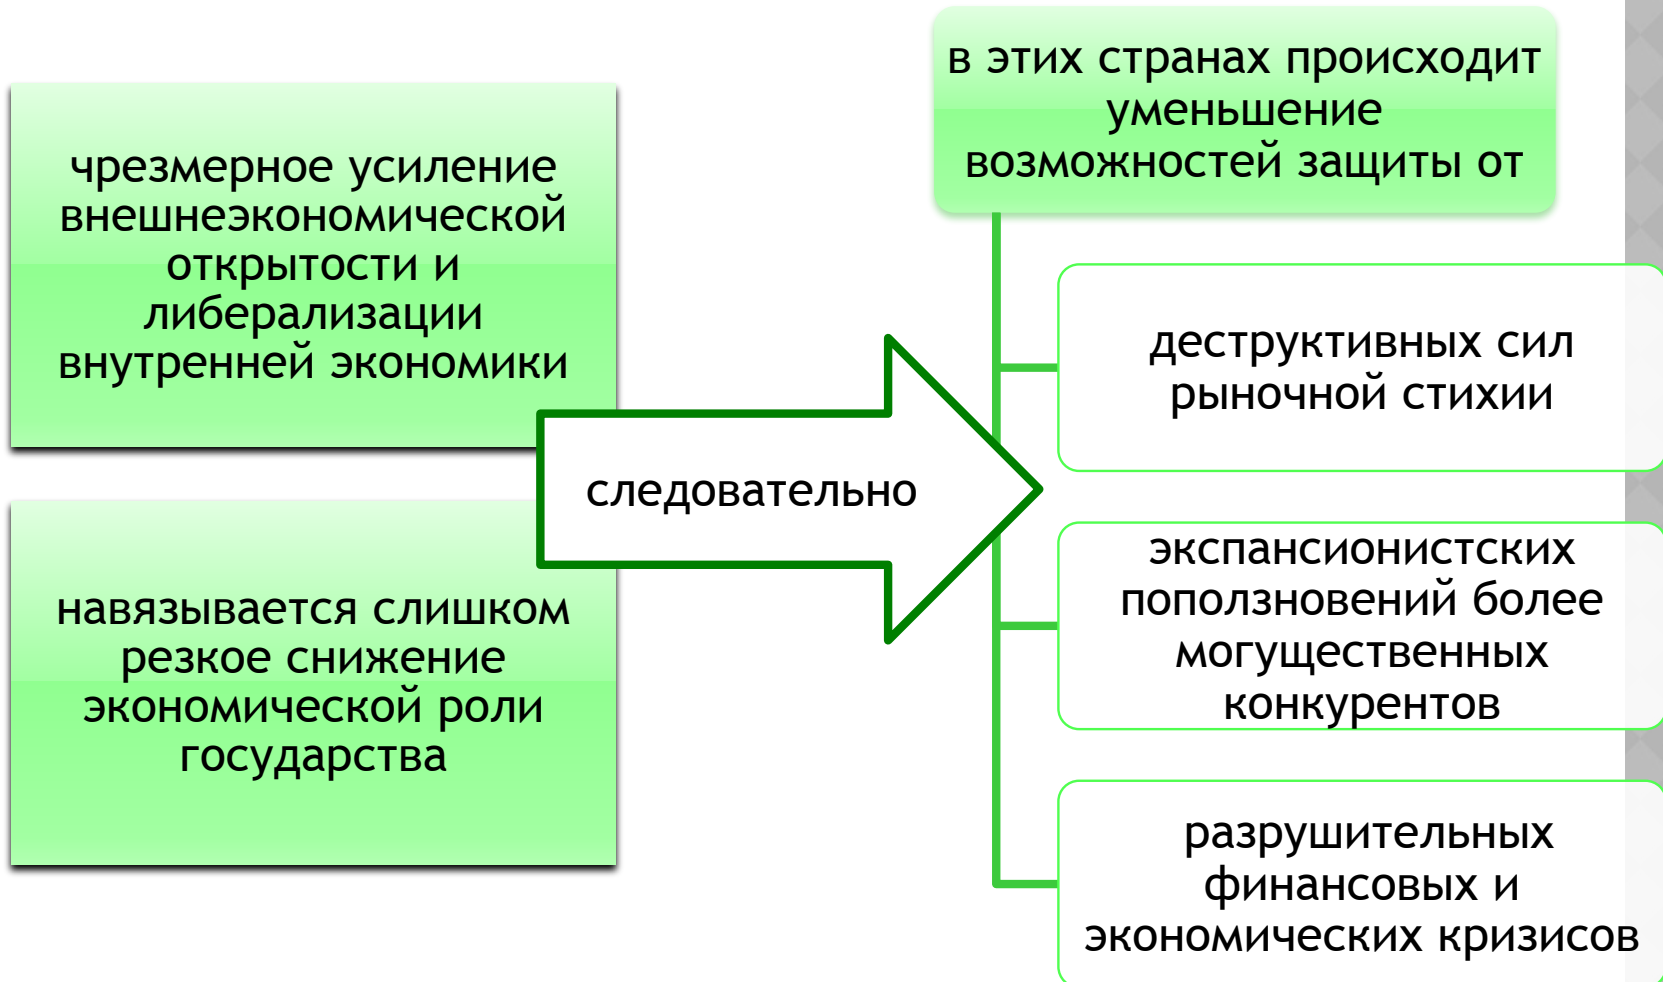 чрезмерное усиление
внешнеэкономической
открытости и
либерализации
внутренней экономики
навязывается слишком
резкое снижение
экономической роли
государства
следовательно
в этих странах происходит
уменьшение
возможностей защиты от
деструктивных сил
рыночной стихии
экспансионистских
поползновений более
могущественных
конкурентов
разрушительных
финансовых и
экономических кризисов